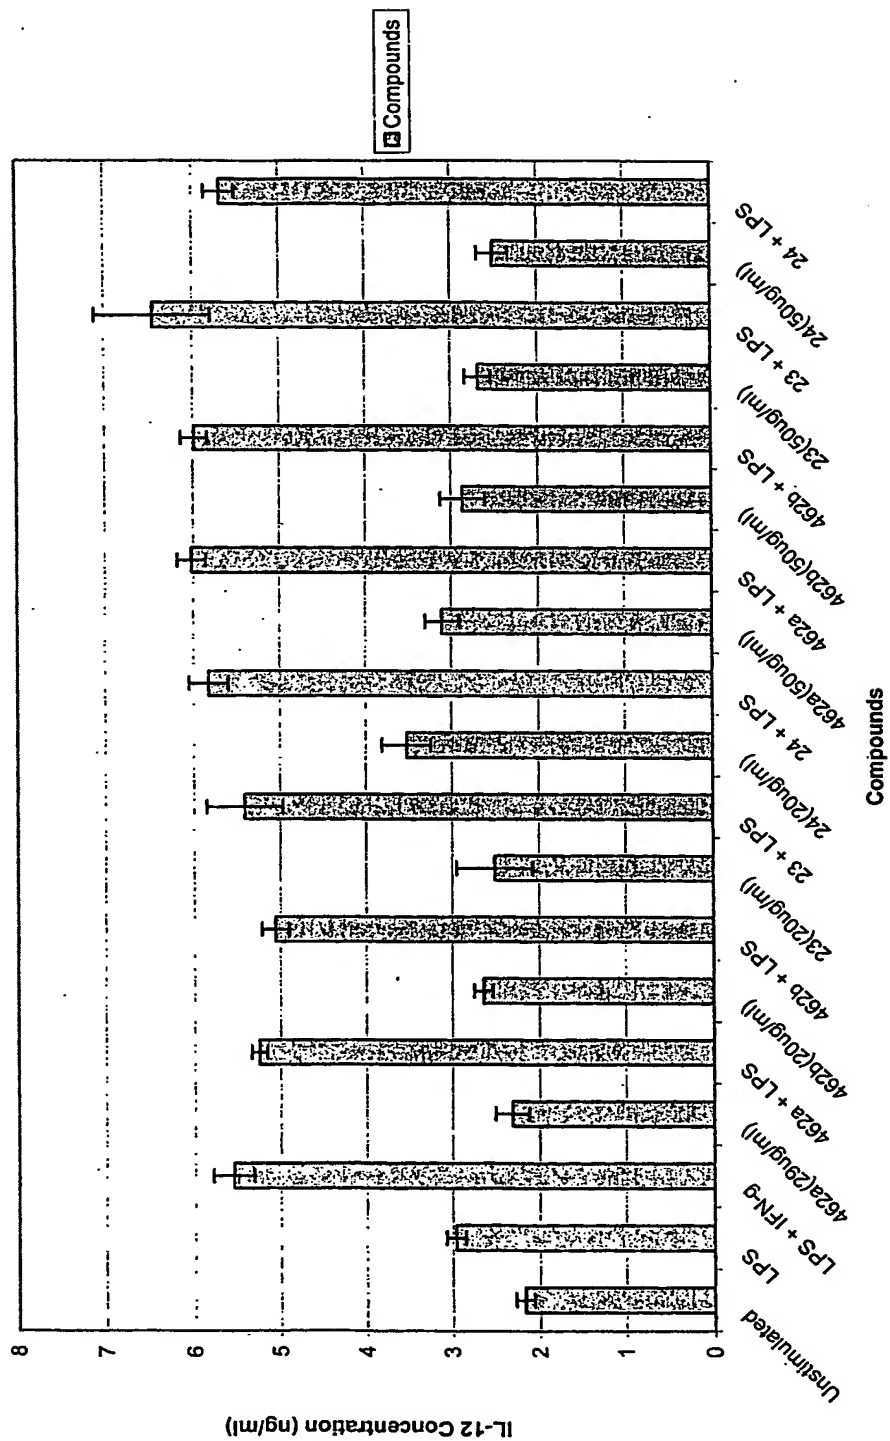 IL-12 Concentration (ng/ml)
8
7
6
5
4
3
2
1
0
Unstimulated
LPS
LPS + IFN-g
462a(29ug/ml)
462a + LPS
462b(20ug/ml)
462b + LPS
23(20ug/ml)
23 + LPS
24(20ug/ml)
24 + LPS
462a(50ug/ml)
462a + LPS
462b(50ug/ml)
462b + LPS
23(50ug/ml)
23 + LPS
24(50ug/ml)
24 + LPS
Compounds
Compounds